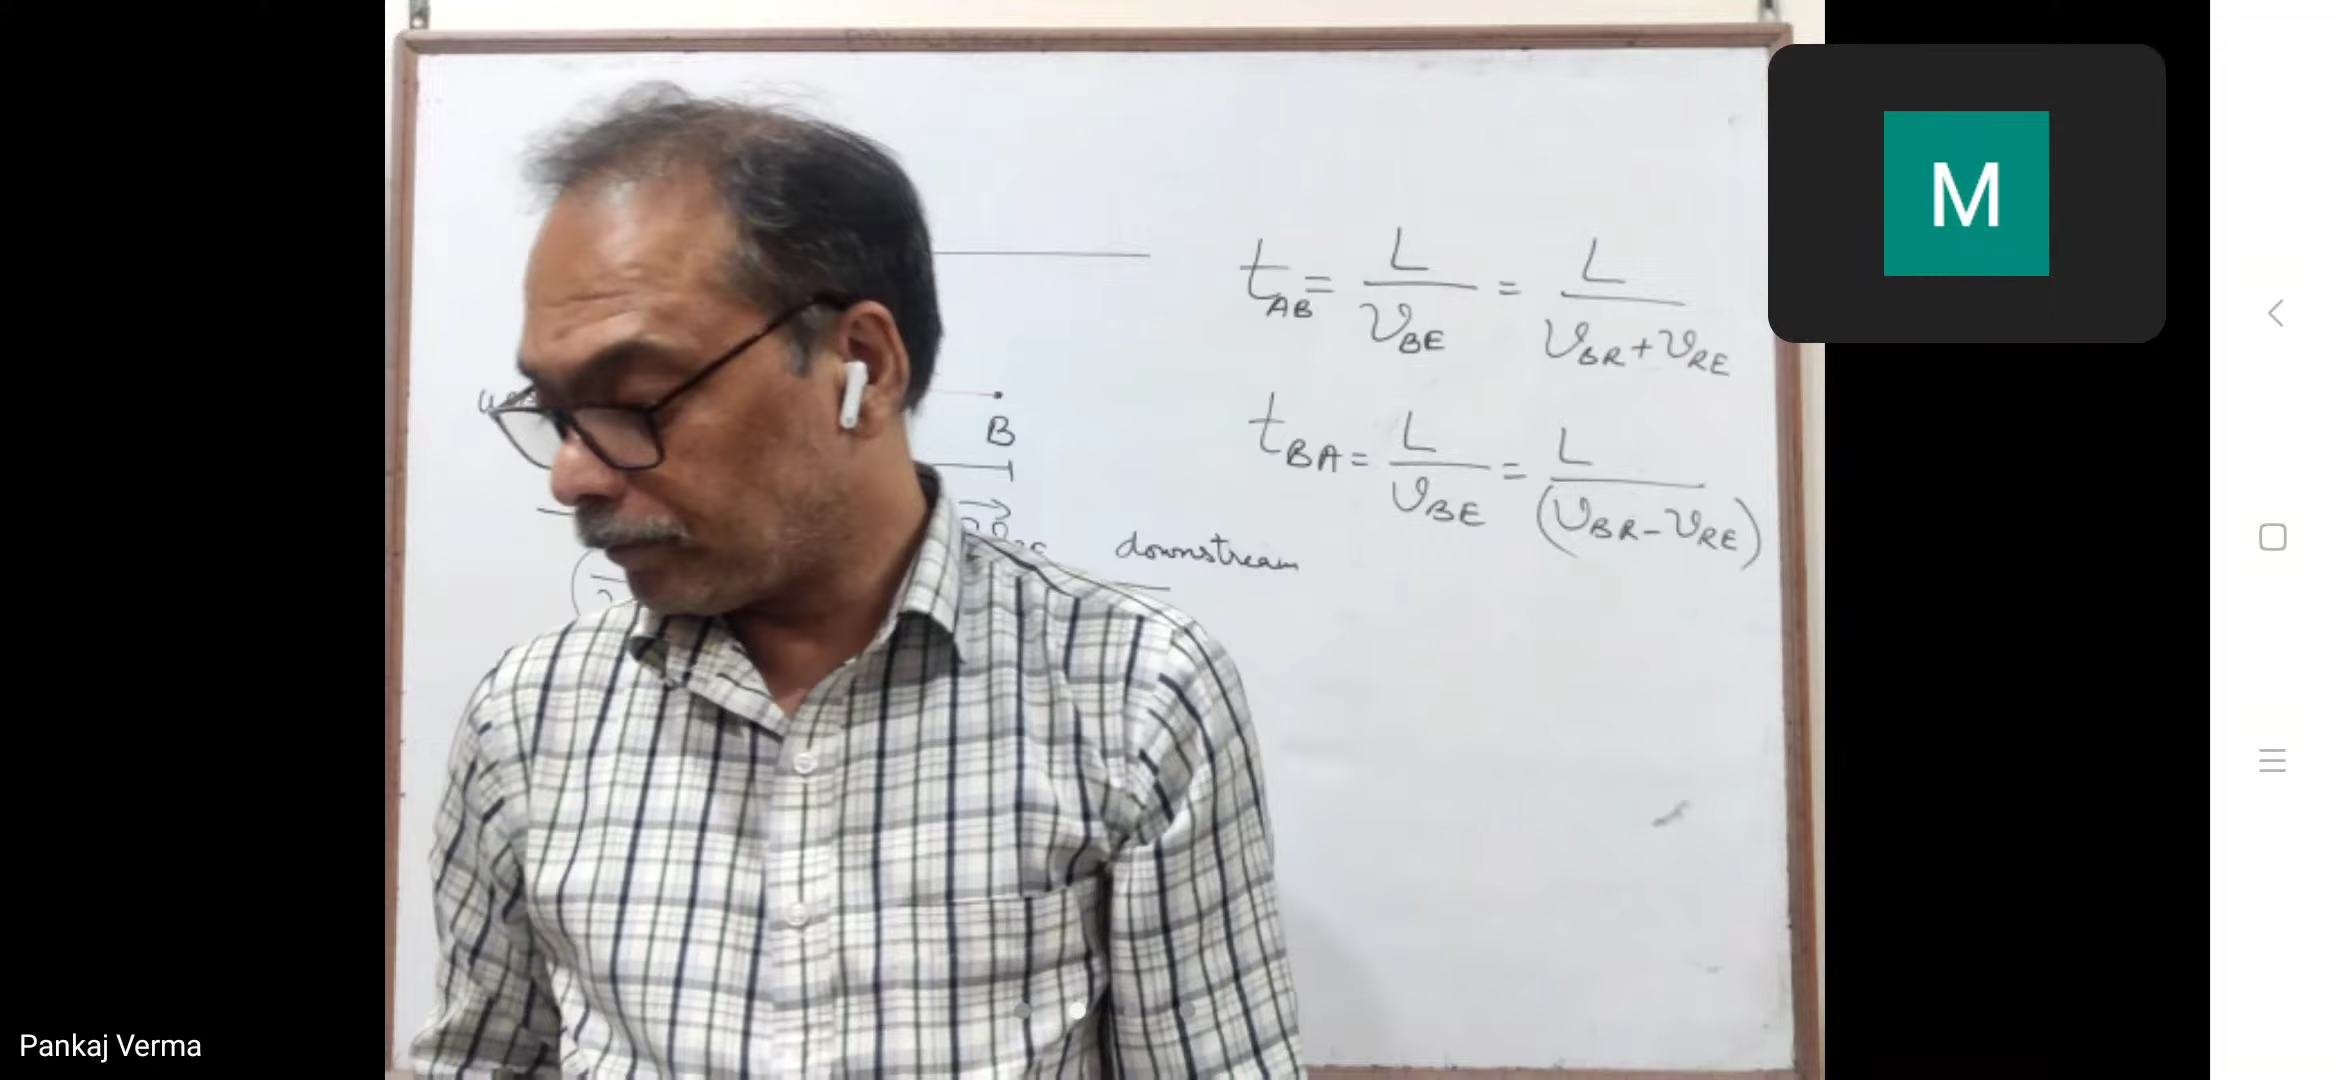 M
t_AB = L / v_BE = L / (v_BR + v_RE)
B
t_BA = L / v_BE = L / (v_BR - v_RE)
downstream
Pankaj Verma